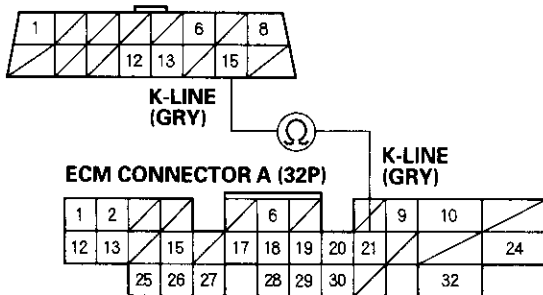 1 6 8
12 13 15
K-LINE
(GRY)
Ω
K-LINE
(GRY)
ECM CONNECTOR A (32P)
1 2 6 9 10
12 13 15 17 18 19 20 21 24
25 26 27 28 29 30 32